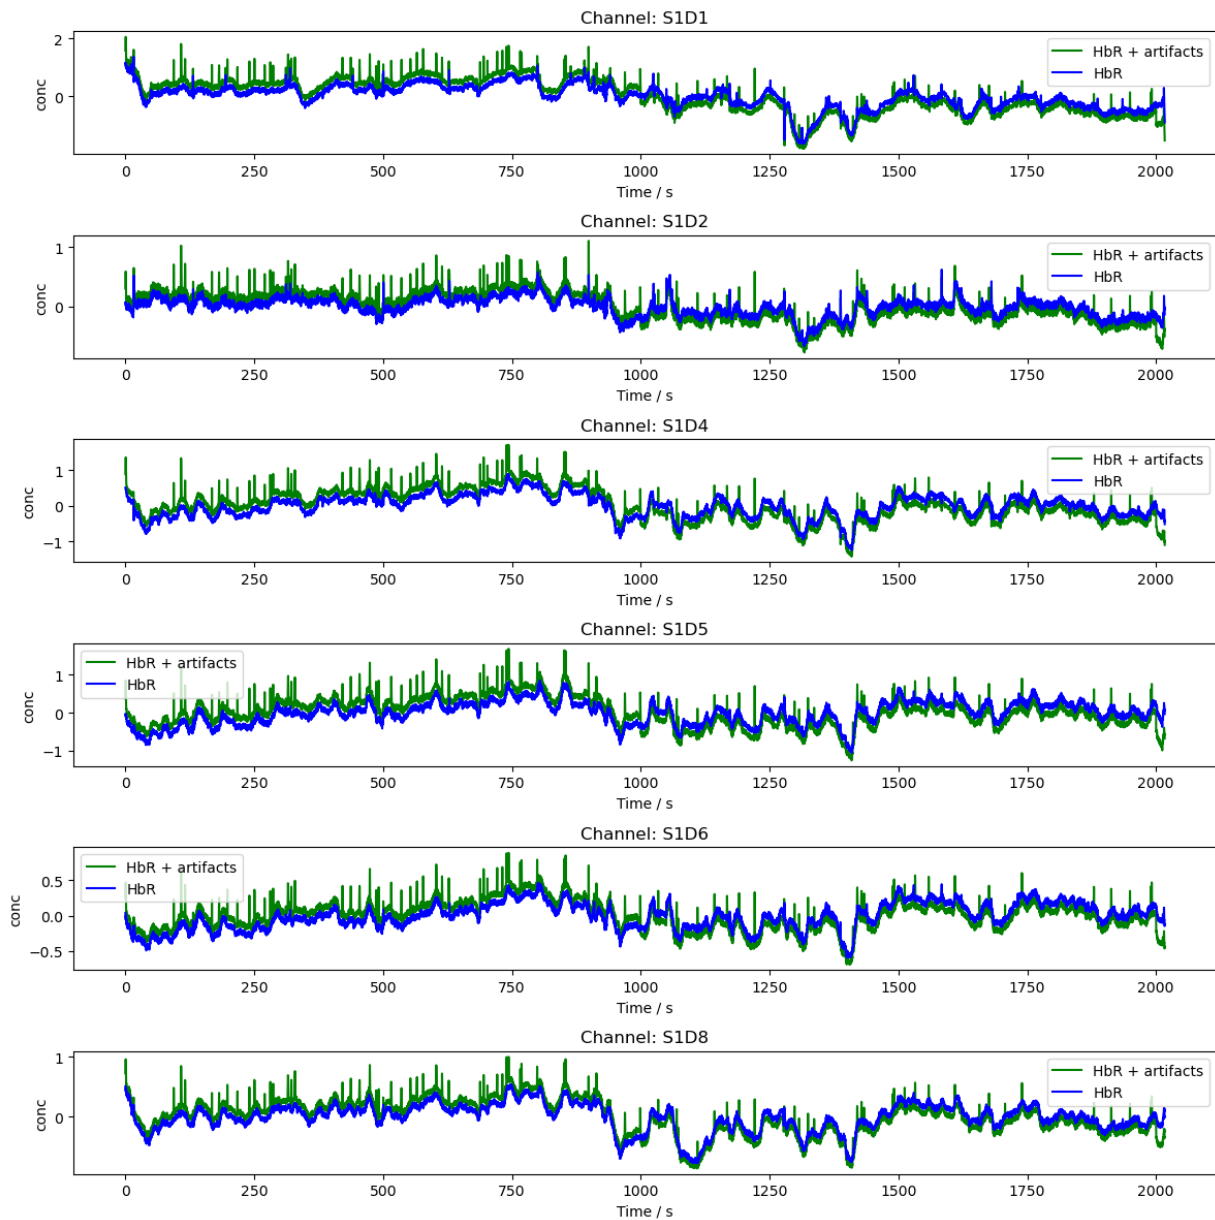 Channel: S1D1
2
0
conc
HbR + artifacts
HbR
0 250 500 750 1000 1250 1500 1750 2000
Time / s
Channel: S1D2
1
0
conc
HbR + artifacts
HbR
0 250 500 750 1000 1250 1500 1750 2000
Time / s
Channel: S1D4
1
0
−1
conc
HbR + artifacts
HbR
0 250 500 750 1000 1250 1500 1750 2000
Time / s
Channel: S1D5
1
0
−1
conc
HbR + artifacts
HbR
0 250 500 750 1000 1250 1500 1750 2000
Time / s
Channel: S1D6
0.5
0.0
−0.5
conc
HbR + artifacts
HbR
0 250 500 750 1000 1250 1500 1750 2000
Time / s
Channel: S1D8
1
0
conc
HbR + artifacts
HbR
0 250 500 750 1000 1250 1500 1750 2000
Time / s